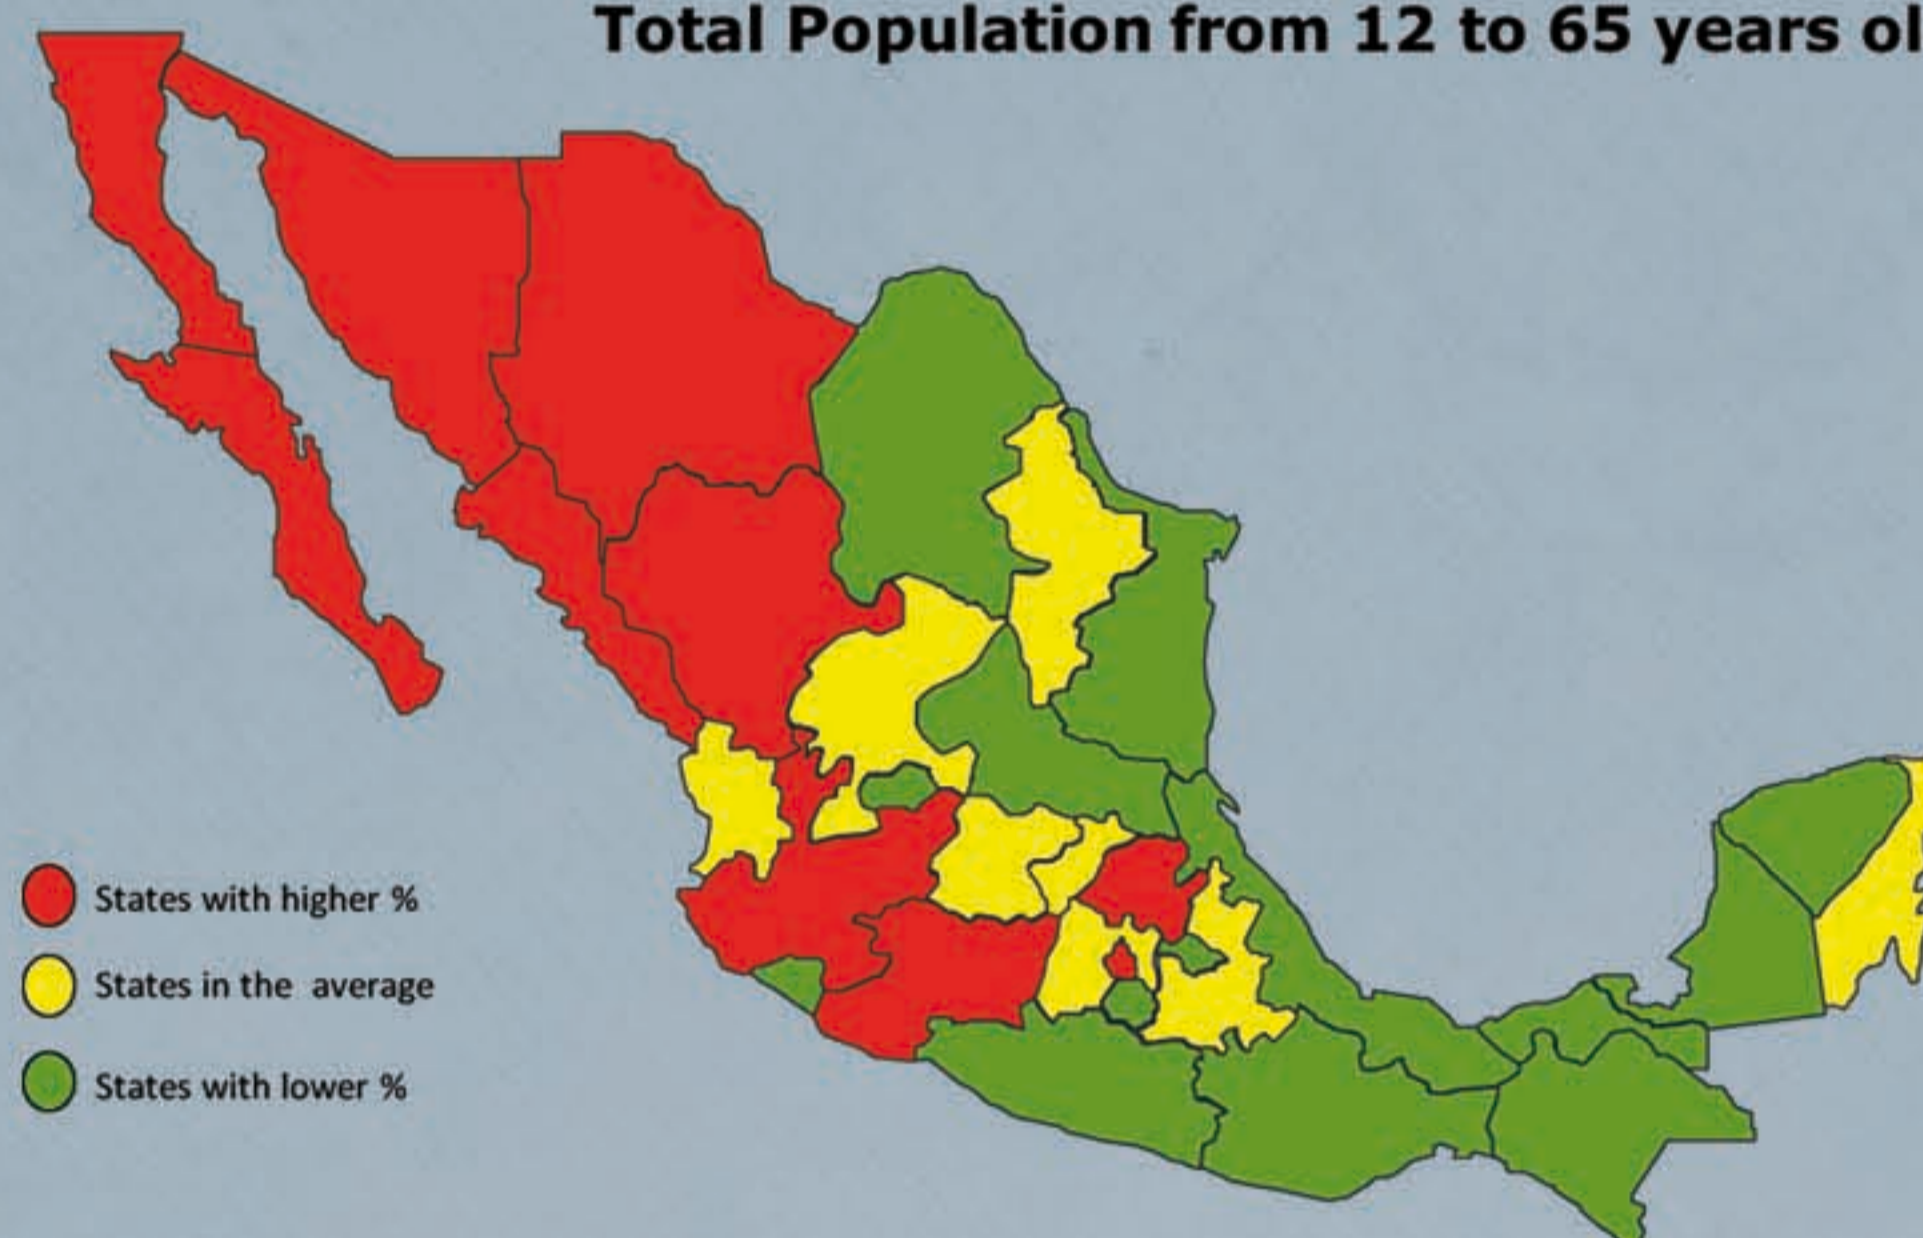 Total Population from 12 to 65 years ol
States with higher %
States in the average
States with lower %